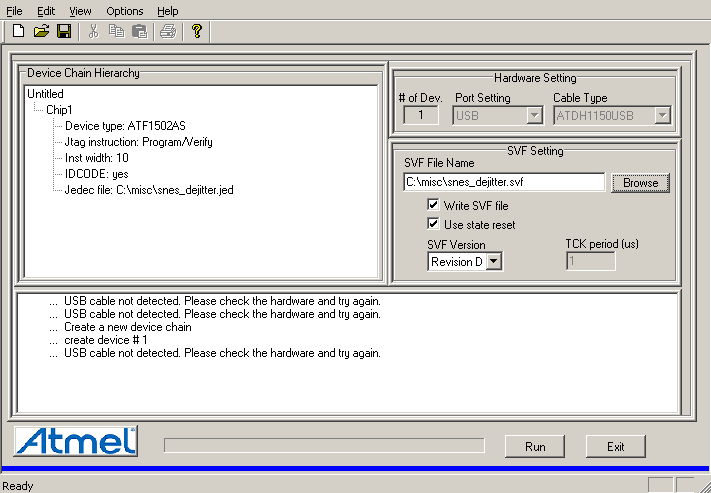 File Edit View Options Help
Device Chain Hierarchy
Untitled
Chip1
Device type: ATF1502AS
Jtag instruction: Program/Verify
Inst width: 10
IDCODE: yes
Jedec file: C:\misc\snes_dejitter.jed
Hardware Setting
# of Dev. Port Setting Cable Type
1 USB ATDH1150USB
SVF Setting
SVF File Name
C:\misc\snes_dejitter.svf Browse
Write SVF file
Use state reset
SVF Version TCK period (us)
Revision D 1
... USB cable not detected. Please check the hardware and try again.
... USB cable not detected. Please check the hardware and try again.
... Create a new device chain
... create device # 1
... USB cable not detected. Please check the hardware and try again.
Atmel Run Exit
Ready